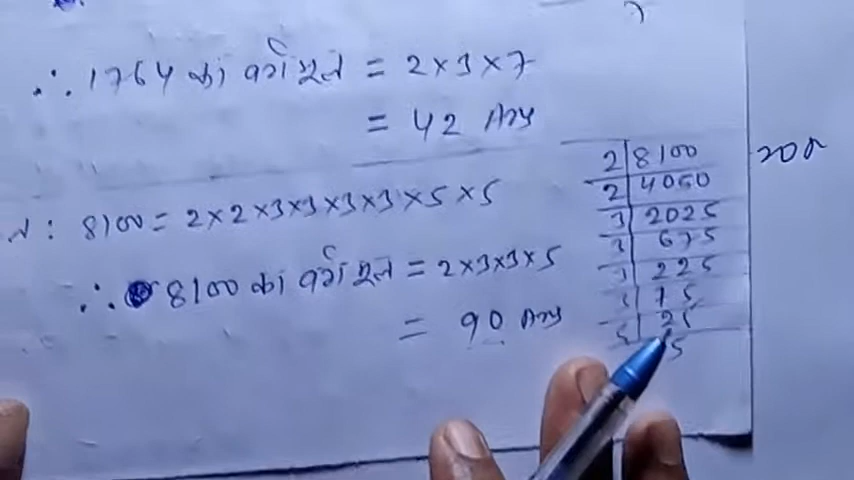 ∴ 1764 का वर्गमूल = 2×3×7
= 42 Ans
: 8100 = 2×2×3×3×3×3×5×5
∴ 8100 का वर्गमूल = 2×3×3×5
= 90 Ans
2|8100
2|4050
3|2025
3|675
3|225
3|75
5|25
5